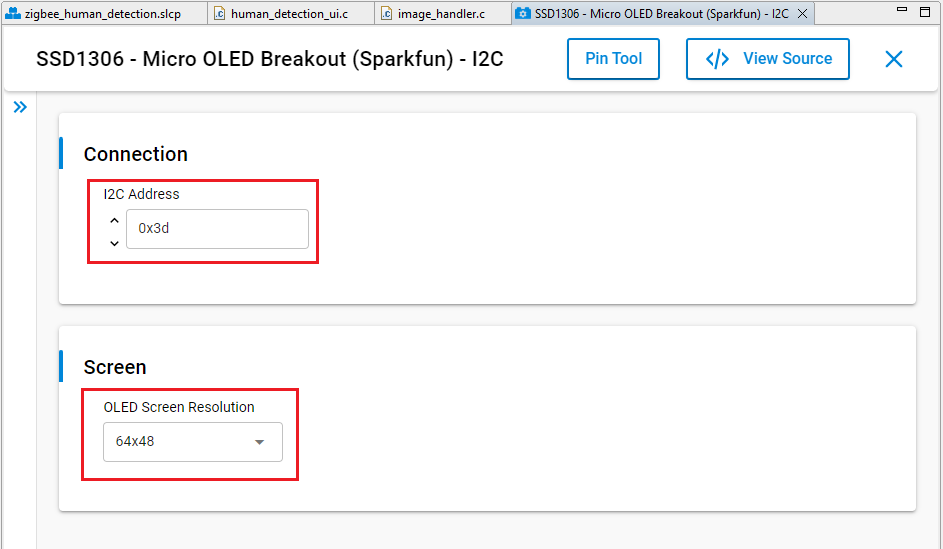 zigbee_human_detection.slcp human_detection_ui.c image_handler.c SSD1306 - Micro OLED Breakout (Sparkfun) - I2C
SSD1306 - Micro OLED Breakout (Sparkfun) - I2C Pin Tool </> View Source
Connection
I2C Address
0x3d
Screen
OLED Screen Resolution
64x48